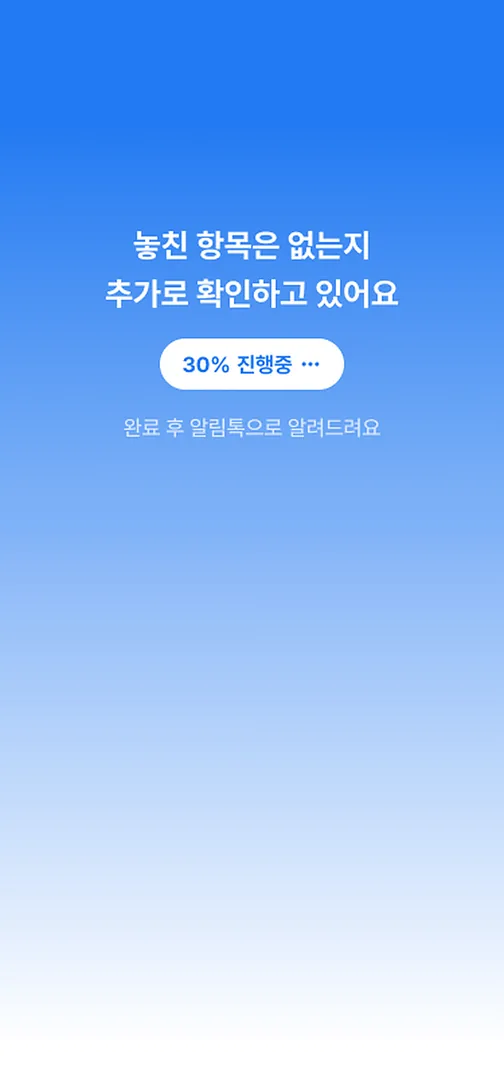 놓친 항목은 없는지
추가로 확인하고 있어요
30% 진행중 ···
완료 후 알림톡으로 알려드려요